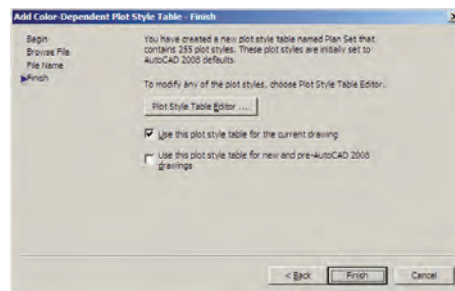 Add Color-Dependent Plot Style Table - Finish
Begin
Browse File
File Name
Finish
You have created a new plot style table named Plan Set that
contains 255 plot styles. These plot styles are initially set to
AutoCAD 2008 defaults.
To modify any of the plot styles, choose Plot Style Table Editor.
Plot Style Table Editor ...
Use this plot style table for the current drawing
Use this plot style table for new and pre-AutoCAD 2008
drawings
< Back
Finish
Cancel